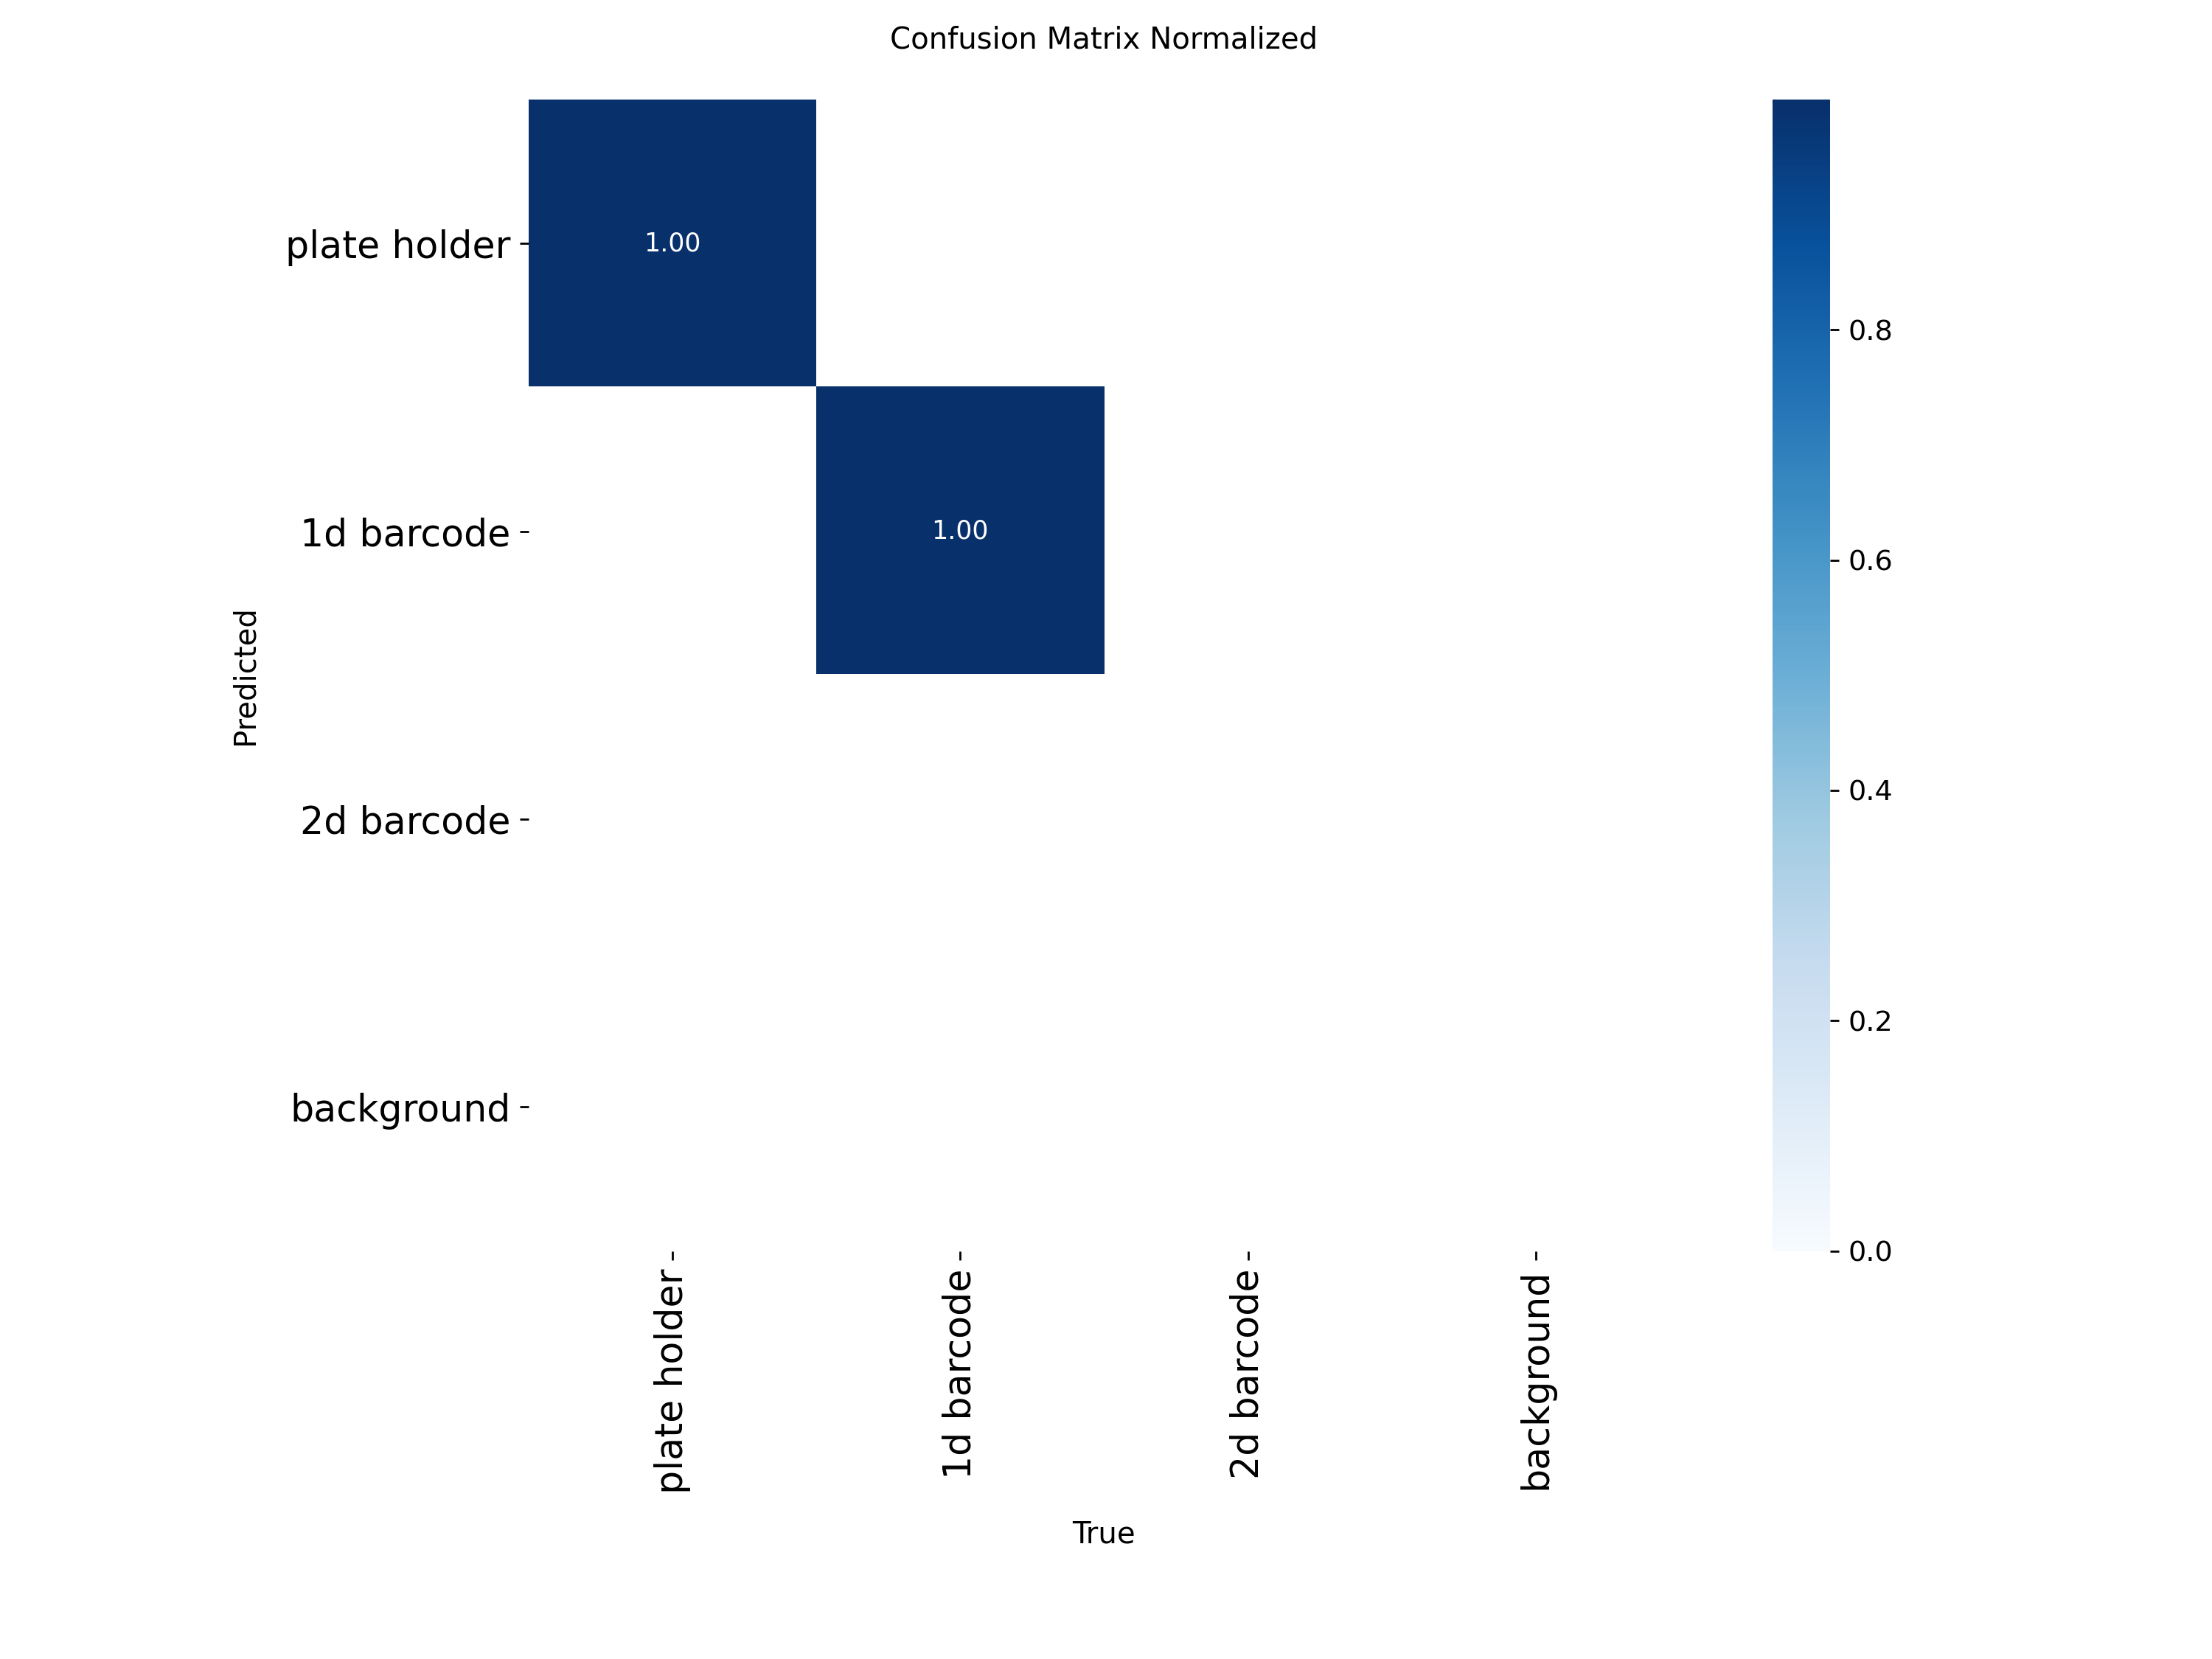 Confusion Matrix Normalized
plate holder
1d barcode
2d barcode
background
Predicted
1.00
1.00
plate holder
1d barcode
2d barcode
background
True
0.8
0.6
0.4
0.2
0.0